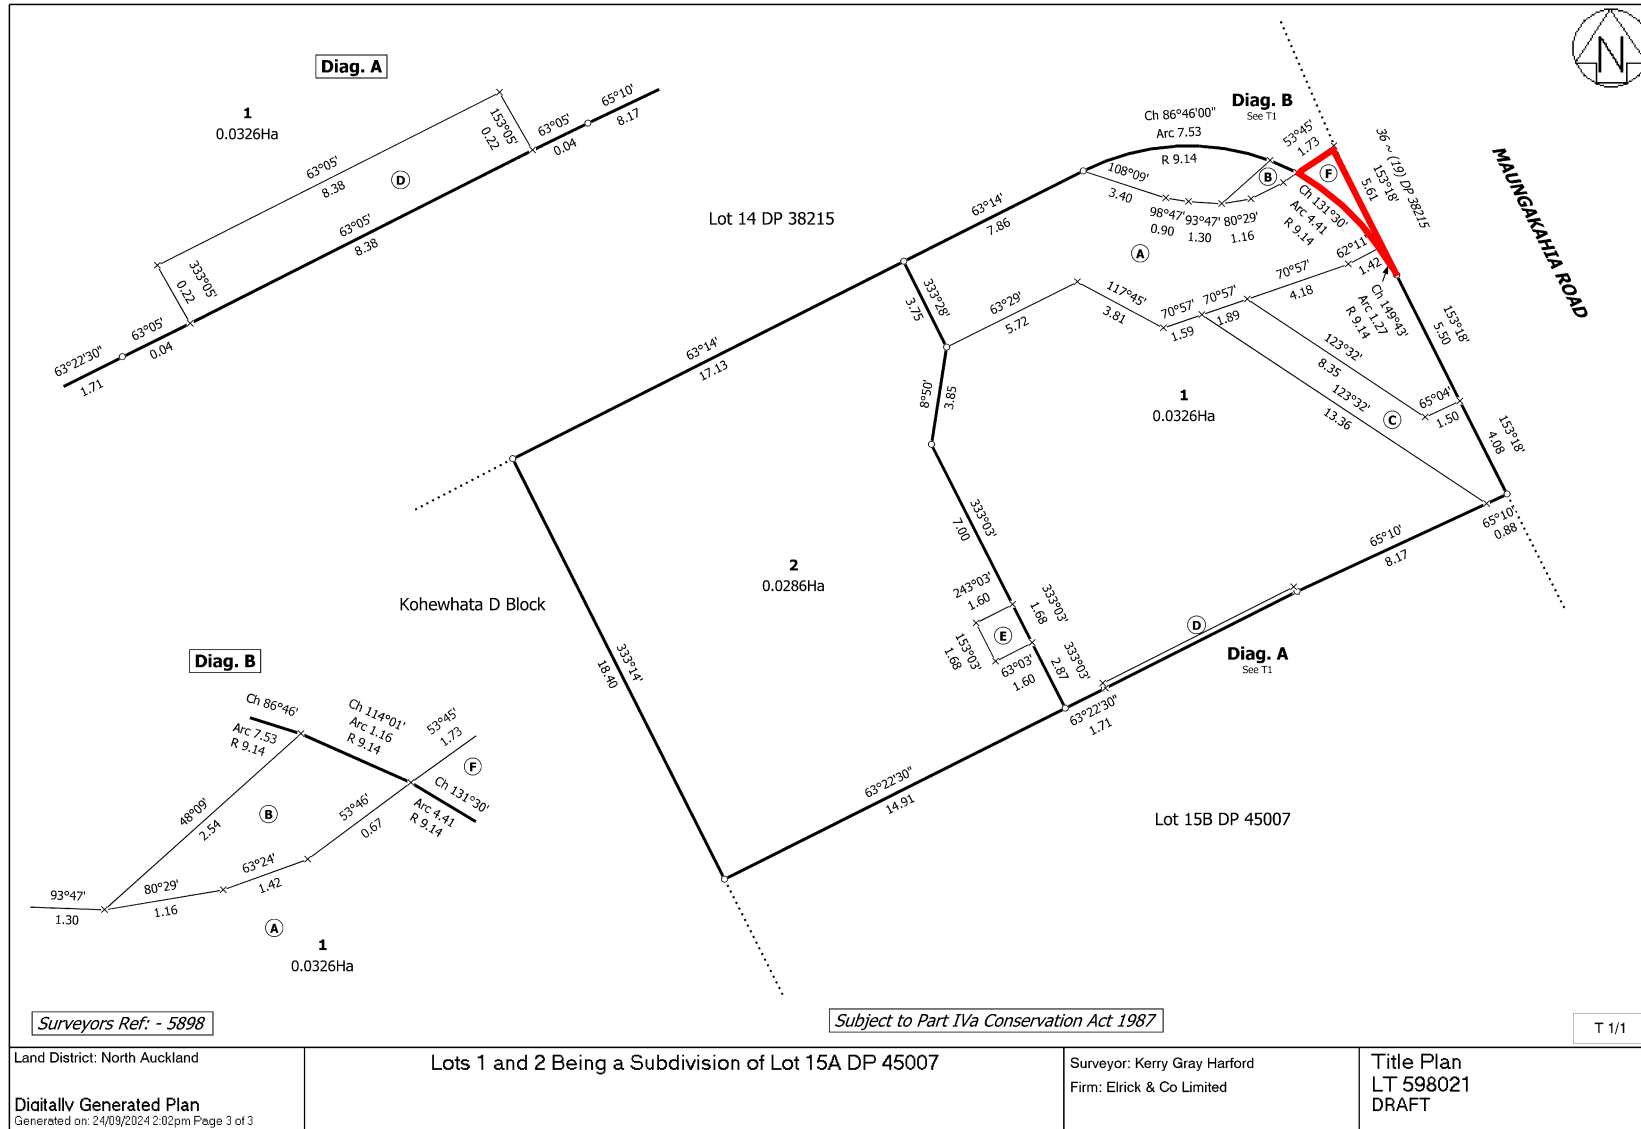 Diag. A
1
0.0326Ha
63°05'
8.38
D
153°05'
0.22
63°05'
0.04
65°10'
8.17
63°05'
8.38
333°05'
0.22
63°05'
0.04
63°22'30"
1.71
N
Ch 86°46'00"
Arc 7.53
R 9.14
Diag. B
See T1
53°45'
1.73
36 ~ (19) DP 38215
153°18'
5.61
MAUNGAKAHIA ROAD
B
F
108°09'
3.40
98°47'
0.90
93°47'
1.30
80°29'
1.16
Ch 131°30'
Arc 4.41
R 9.14
63°14'
7.86
Lot 14 DP 38215
A
62°11'
1.42
70°57'
4.18
Ch 149°43'
Arc 1.27
R 9.14
153°18'
5.50
333°28'
3.75
63°29'
5.72
117°45'
3.81
70°57'
1.59
70°57'
1.89
63°14'
17.13
123°32'
8.35
123°32'
13.36
C
65°04'
1.50
153°18'
4.08
8°50'
3.85
1
0.0326Ha
333°03'
7.00
65°10'
0.88
65°10'
8.17
2
0.0286Ha
Kohewhata D Block
243°03'
1.60
333°03'
1.68
E
153°03'
1.68
63°03'
1.60
333°03'
2.87
D
Diag. A
See T1
63°22'30"
1.71
333°14'
18.40
63°22'30"
14.91
Lot 15B DP 45007
Diag. B
Ch 86°46'
Arc 7.53
R 9.14
Ch 114°01'
Arc 1.16
R 9.14
53°45'
1.73
F
Ch 131°30'
Arc 4.41
R 9.14
48°09'
2.54
B
53°46'
0.67
63°24'
1.42
93°47'
1.30
80°29'
1.16
A
1
0.0326Ha
Surveyors Ref: - 5898
Subject to Part IVa Conservation Act 1987
T 1/1
Land District: North Auckland
Digitally Generated Plan
Generated on: 24/09/2024 2:02pm Page 3 of 3
Lots 1 and 2 Being a Subdivision of Lot 15A DP 45007
Surveyor: Kerry Gray Harford
Firm: Elrick & Co Limited
Title Plan
LT 598021
DRAFT